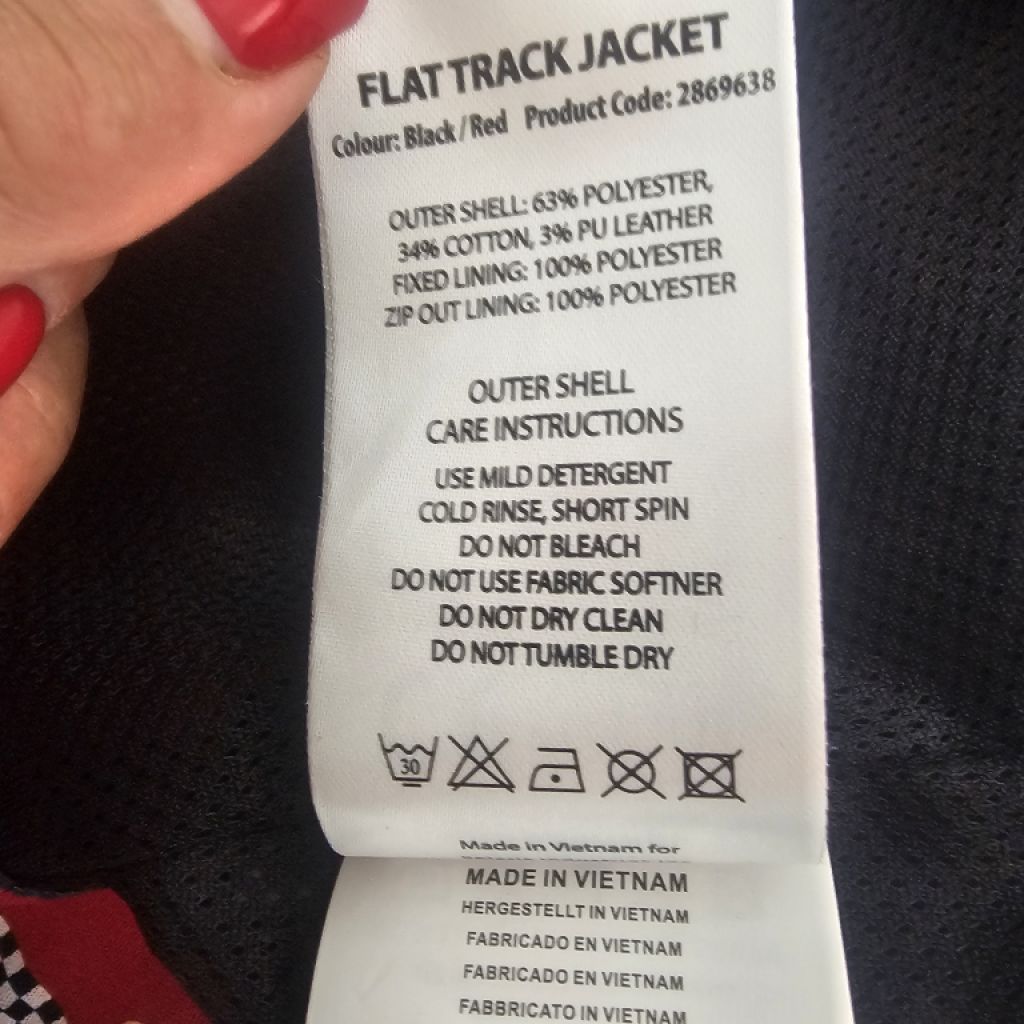 FLAT TRACK JACKET
Colour: Black / Red Product Code: 2869638
OUTER SHELL: 63% POLYESTER,
34% COTTON, 3% PU LEATHER
FIXED LINING: 100% POLYESTER
ZIP OUT LINING: 100% POLYESTER
OUTER SHELL
CARE INSTRUCTIONS
USE MILD DETERGENT
COLD RINSE, SHORT SPIN
DO NOT BLEACH
DO NOT USE FABRIC SOFTNER
DO NOT DRY CLEAN
DO NOT TUMBLE DRY
30
Made in Vietnam for
MADE IN VIETNAM
HERGESTELLT IN VIETNAM
FABRICADO EN VIETNAM
FABRICADO EN VIETNAM
FABBRICATO IN VIETNAM